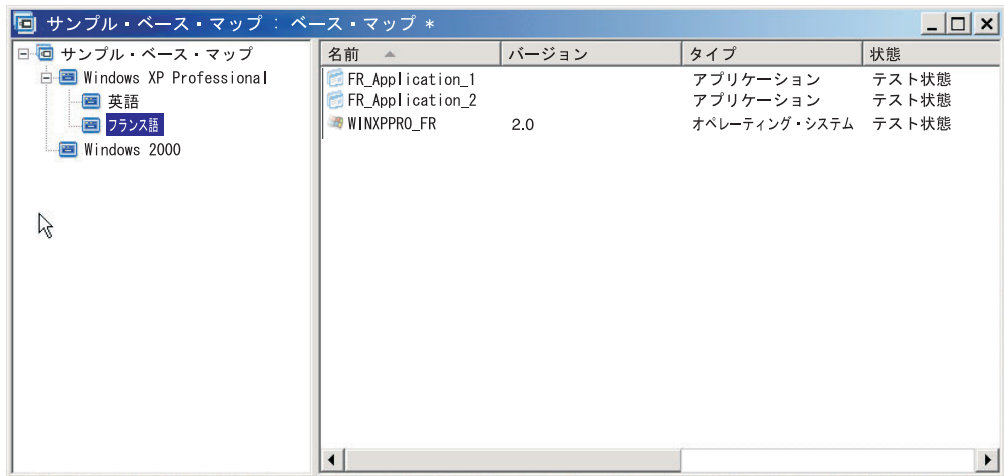 サンプル・ベース・マップ : ベース・マップ *
サンプル・ベース・マップ
Windows XP Professional
英語
フランス語
Windows 2000
名前 バージョン タイプ 状態
FR_Application_1 アプリケーション テスト状態
FR_Application_2 アプリケーション テスト状態
WINXPPRO_FR 2.0 オペレーティング・システム テスト状態